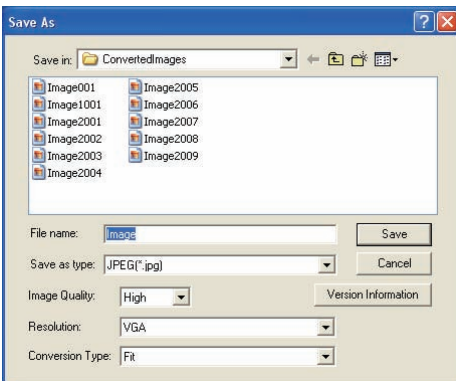 Save As
Save in: ConvertedImages
Image001
Image1001
Image2001
Image2002
Image2003
Image2004
Image2005
Image2006
Image2007
Image2008
Image2009
File name: Image Save
Save as type: JPEG(*.jpg) Cancel
Image Quality: High Version Information
Resolution: VGA
Conversion Type: Fit